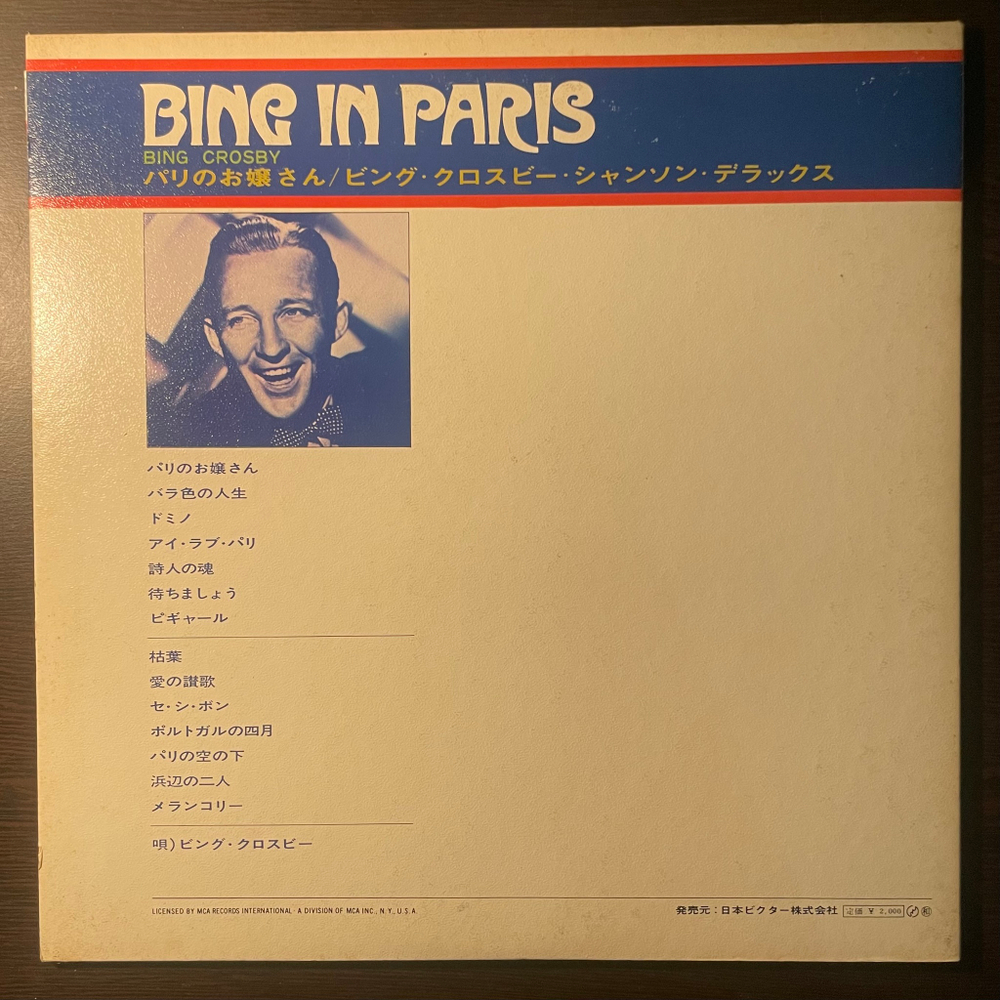 BING IN PARIS
BING CROSBY
パリのお嬢さん/ビング・クロスビー・シャンソン・デラックス
パリのお嬢さん
バラ色の人生
ドミノ
アイ・ラブ・パリ
詩人の魂
待ちましょう
ピギャール
枯葉
愛の讃歌
セ・シ・ボン
ポルトガルの四月
パリの空の下
浜辺の二人
メランコリー
唄)ビング・クロスビー
LICENSED BY MCA RECORDS INTERNATIONAL · A DIVISION OF MCA INC., N.Y., U.S.A.
発売元:日本ビクター株式会社 定価 ¥ 2,000